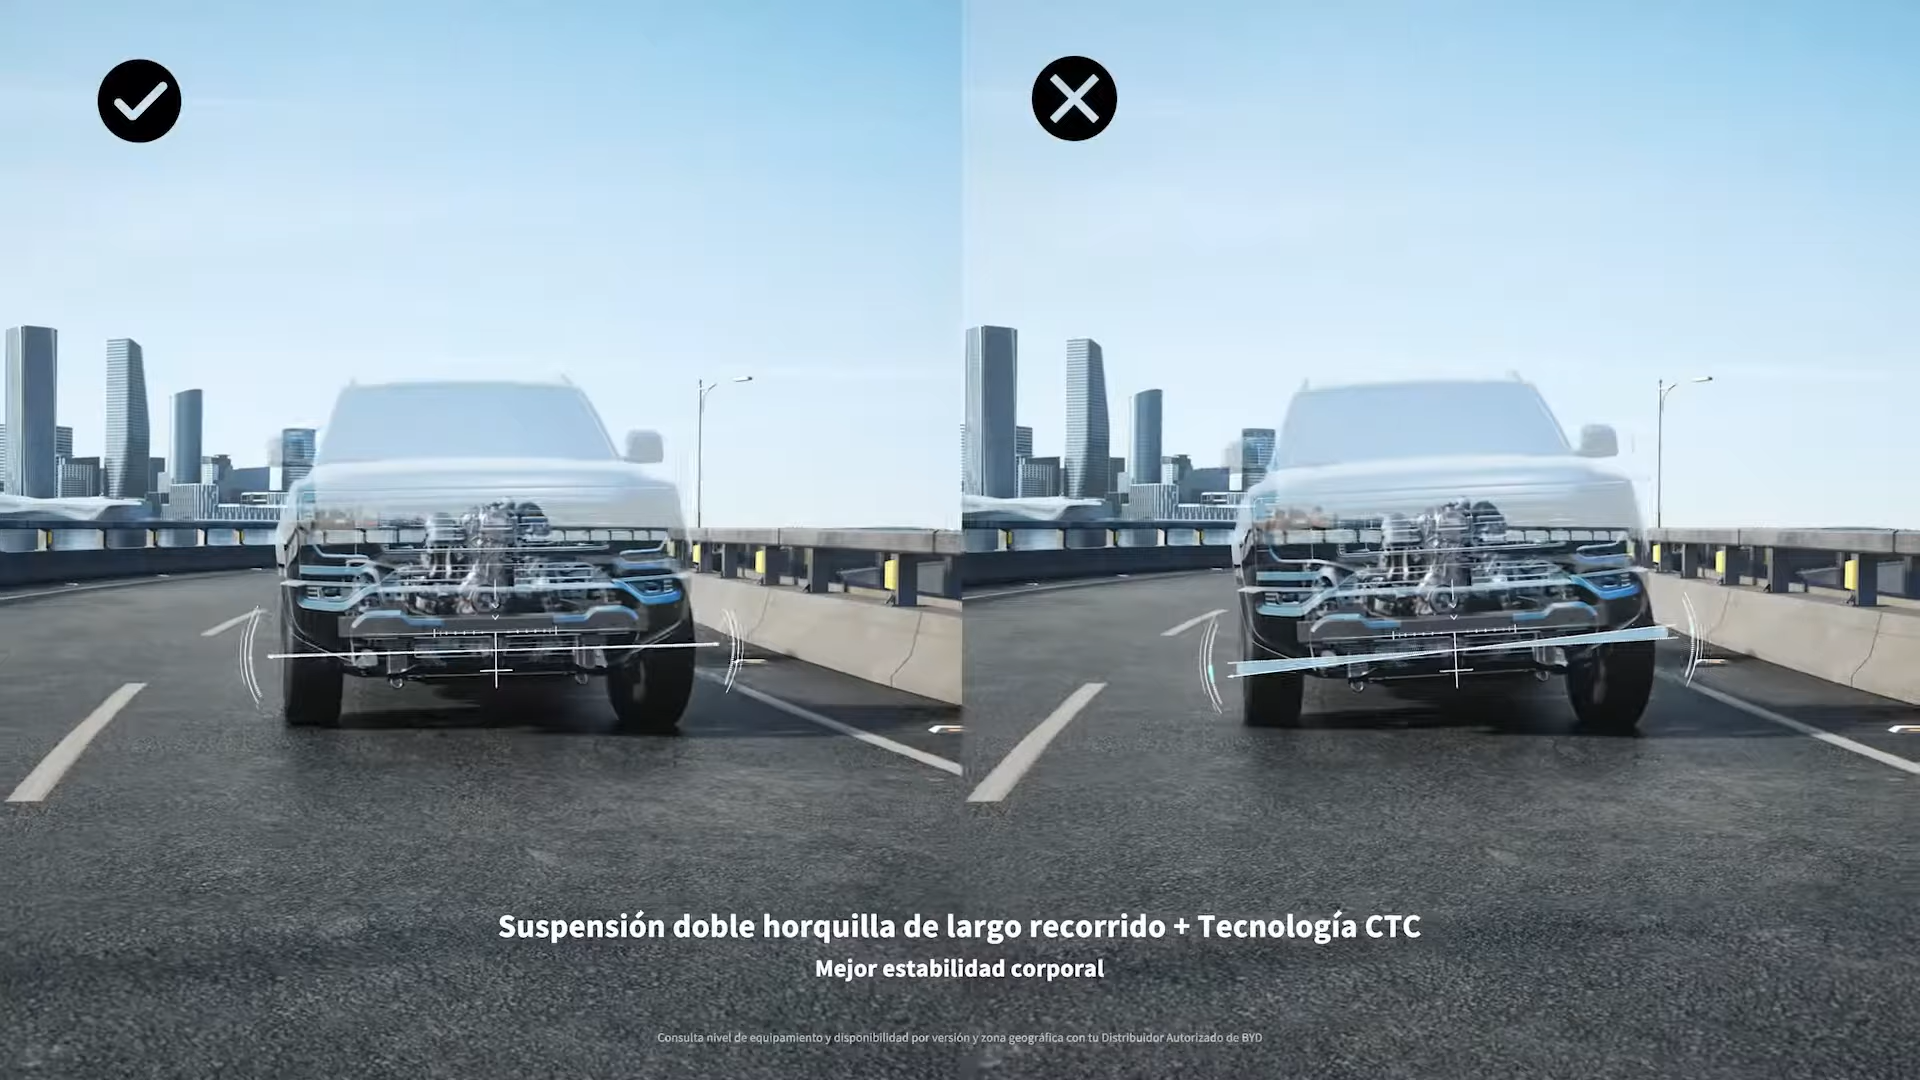 Suspensión doble horquilla de largo recorrido + Tecnología CTC
Mejor estabilidad corporal
Consulta nivel de equipamiento y disponibilidad por versión y zona geográfica con tu Distribuidor Autorizado de BYD